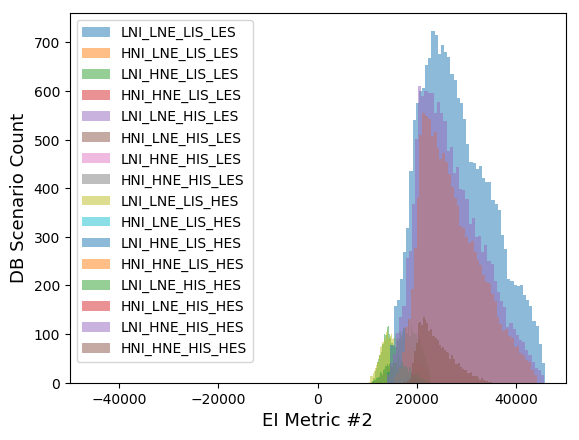 700
600
500
400
300
200
100
0
DB Scenario Count
LNI_LNE_LIS_LES
HNI_LNE_LIS_LES
LNI_HNE_LIS_LES
HNI_HNE_LIS_LES
LNI_LNE_HIS_LES
HNI_LNE_HIS_LES
LNI_HNE_HIS_LES
HNI_HNE_HIS_LES
LNI_LNE_LIS_HES
HNI_LNE_LIS_HES
LNI_HNE_LIS_HES
HNI_HNE_LIS_HES
LNI_LNE_HIS_HES
HNI_LNE_HIS_HES
LNI_HNE_HIS_HES
HNI_HNE_HIS_HES
−40000 −20000 0 20000 40000
EI Metric #2